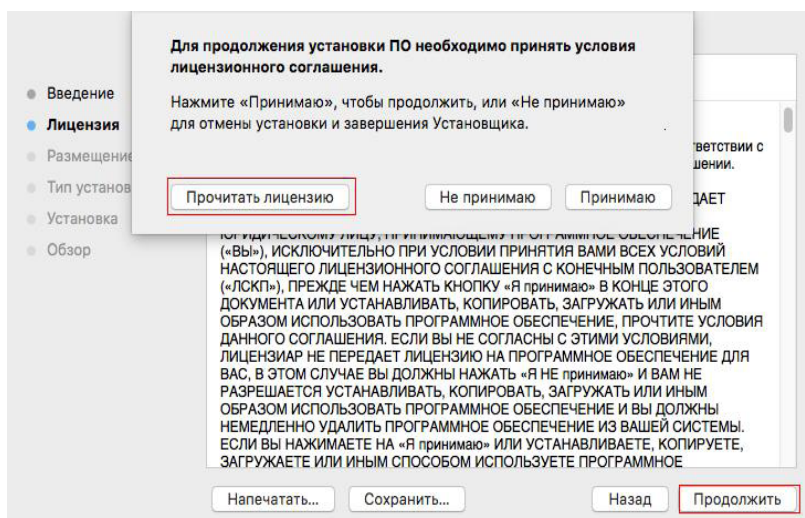 Для продолжения установки ПО необходимо принять условия
лицензионного соглашения.
Нажмите «Принимаю», чтобы продолжить, или «Не принимаю»
для отмены установки и завершения Установщика.
Прочитать лицензию
Не принимаю
Принимаю
Введение
Лицензия
Размещение
Тип установ
Установка
Обзор
ветствии с
шении.
ДАЕТ
ЮРИДИЧЕСКОМУ ЛИЦУ, ПРИНИМАЮЩЕМУ ПРОГРАММНОЕ ОБЕСПЕЧЕНИЕ
(«ВЫ»), ИСКЛЮЧИТЕЛЬНО ПРИ УСЛОВИИ ПРИНЯТИЯ ВАМИ ВСЕХ УСЛОВИЙ
НАСТОЯЩЕГО ЛИЦЕНЗИОННОГО СОГЛАШЕНИЯ С КОНЕЧНЫМ ПОЛЬЗОВАТЕЛЕМ
(«ЛСКП»), ПРЕЖДЕ ЧЕМ НАЖАТЬ КНОПКУ «Я принимаю» В КОНЦЕ ЭТОГО
ДОКУМЕНТА ИЛИ УСТАНАВЛИВАТЬ, КОПИРОВАТЬ, ЗАГРУЖАТЬ ИЛИ ИНЫМ
ОБРАЗОМ ИСПОЛЬЗОВАТЬ ПРОГРАММНОЕ ОБЕСПЕЧЕНИЕ, ПРОЧТИТЕ УСЛОВИЯ
ДАННОГО СОГЛАШЕНИЯ. ЕСЛИ ВЫ НЕ СОГЛАСНЫ С ЭТИМИ УСЛОВИЯМИ,
ЛИЦЕНЗИАР НЕ ПЕРЕДАЕТ ЛИЦЕНЗИЮ НА ПРОГРАММНОЕ ОБЕСПЕЧЕНИЕ ДЛЯ
ВАС, В ЭТОМ СЛУЧАЕ ВЫ ДОЛЖНЫ НАЖАТЬ «Я НЕ принимаю» И ВАМ НЕ
РАЗРЕШАЕТСЯ УСТАНАВЛИВАТЬ, КОПИРОВАТЬ, ЗАГРУЖАТЬ ИЛИ ИНЫМ
ОБРАЗОМ ИСПОЛЬЗОВАТЬ ПРОГРАММНОЕ ОБЕСПЕЧЕНИЕ И ВЫ ДОЛЖНЫ
НЕМЕДЛЕННО УДАЛИТЬ ПРОГРАММНОЕ ОБЕСПЕЧЕНИЕ ИЗ ВАШЕЙ СИСТЕМЫ.
ЕСЛИ ВЫ НАЖИМАЕТЕ НА «Я принимаю» ИЛИ УСТАНАВЛИВАЕТЕ, КОПИРУЕТЕ,
ЗАГРУЖАЕТЕ ИЛИ ИНЫМ СПОСОБОМ ИСПОЛЬЗУЕТЕ ПРОГРАММНОЕ
Напечатать...
Сохранить...
Назад
Продолжить